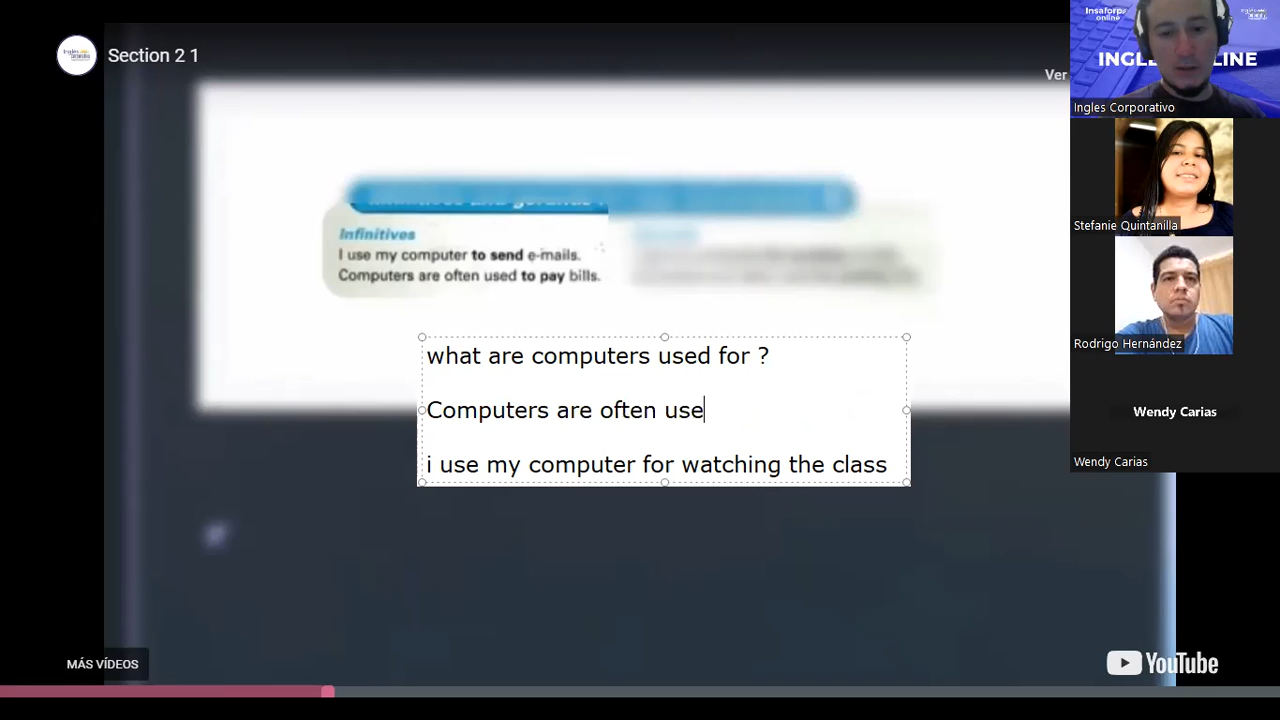 Section 2 1
Ver
Infinitives
I use my computer to send e-mails.
Computers are often used to pay bills.
what are computers used for ?
Computers are often use
i use my computer for watching the class
MÁS VÍDEOS
YouTube
Insaforp
online
INGL LINE
Ingles Corporativo
Stefanie Quintanilla
Rodrigo Hernández
Wendy Carias
Wendy Carias